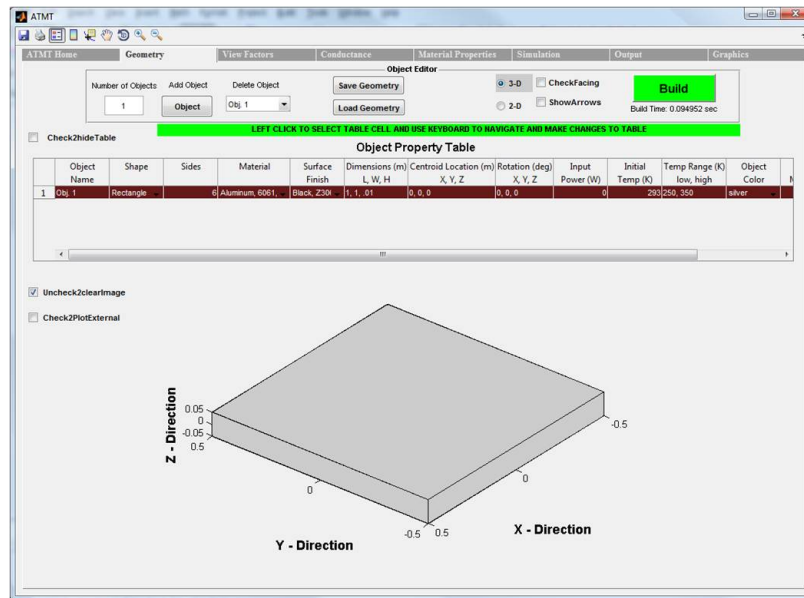 ATMT
ATMT Home Geometry View Factors Conductance Material Properties Simulation Output Graphics
Object Editor
Number of Objects Add Object Delete Object Save Geometry 3-D CheckFacing Build
1 Object Obj. 1 Load Geometry 2-D ShowArrows Build Time: 0.094952 sec
LEFT CLICK TO SELECT TABLE CELL AND USE KEYBOARD TO NAVIGATE AND MAKE CHANGES TO TABLE
Check2hideTable
Object Property Table
Object Shape Sides Material Surface Dimensions (m) Centroid Location (m) Rotation (deg) Input Initial Temp Range (K) Object
Name Finish L, W, H X, Y, Z X, Y, Z Power (W) Temp (K) low, high Color
1 Obj. 1 Rectangle 6 Aluminum, 6061, Black, Z30 1, 1, .01 0, 0, 0 0, 0, 0 0 293 250, 350 silver
Uncheck2clearImage
Check2PlotExternal
Z - Direction
0.05
0
-0.05
0.5
0
-0.5
0.5
0
-0.5
Y - Direction
X - Direction